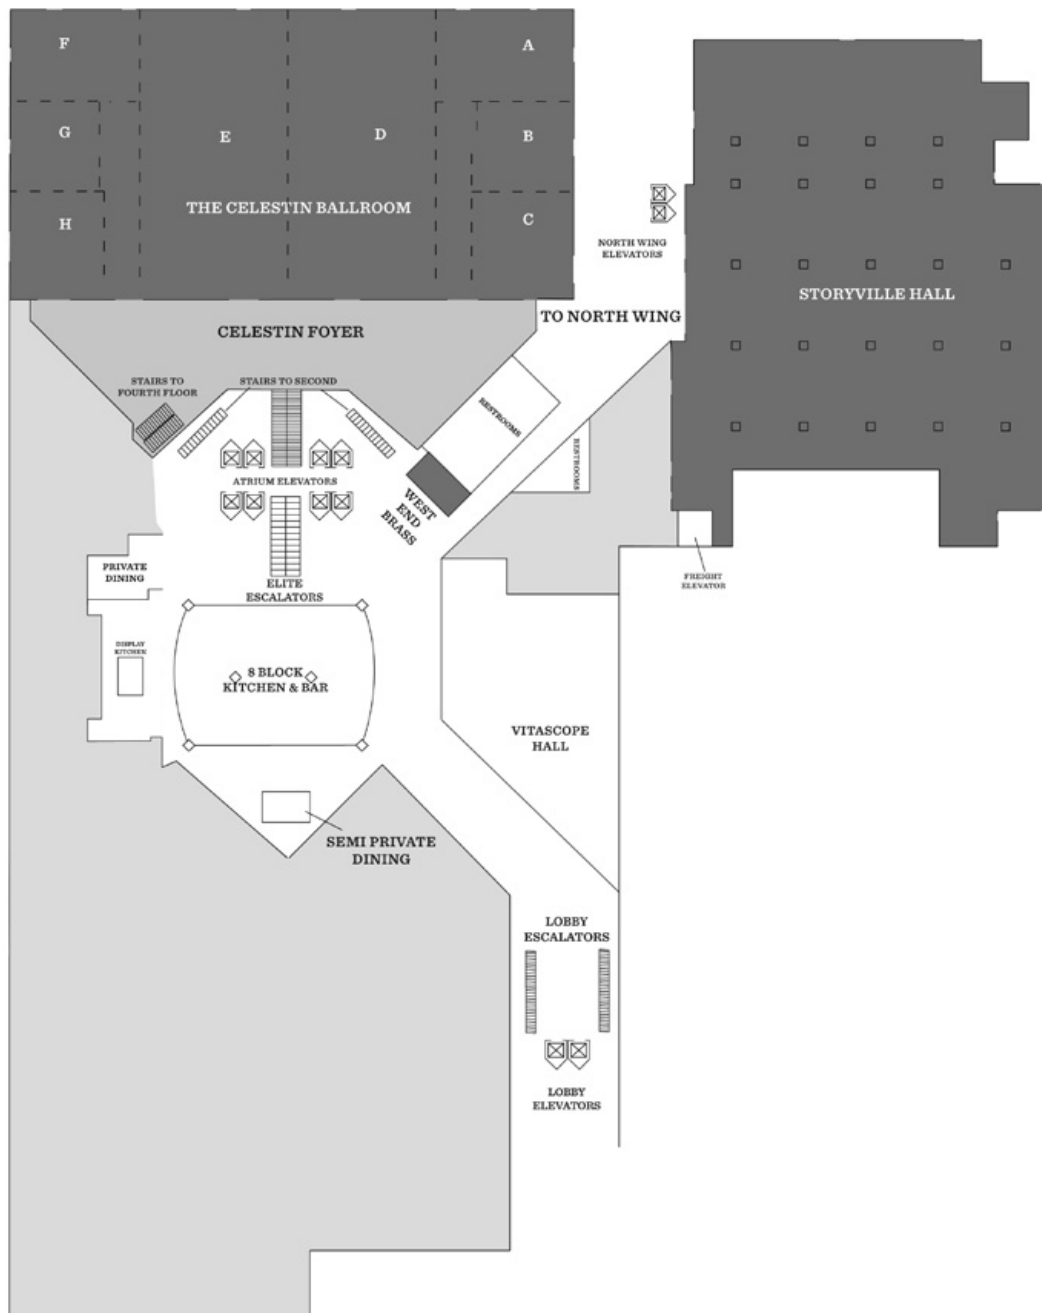 F
A
G
E
D
B
THE CELESTIN BALLROOM
H
C
NORTH WING
ELEVATORS
STORYVILLE HALL
TO NORTH WING
CELESTIN FOYER
STAIRS TO
FOURTH FLOOR
STAIRS TO SECOND
RESTROOMS
RESTROOMS
ATRIUM ELEVATORS
WEST
END
BRASS
PRIVATE
DINING
ELITE
ESCALATORS
FREIGHT
ELEVATOR
DISPLAY
KITCHEN
8 BLOCK
KITCHEN & BAR
VITASCOPE
HALL
SEMI PRIVATE
DINING
LOBBY
ESCALATORS
LOBBY
ELEVATORS